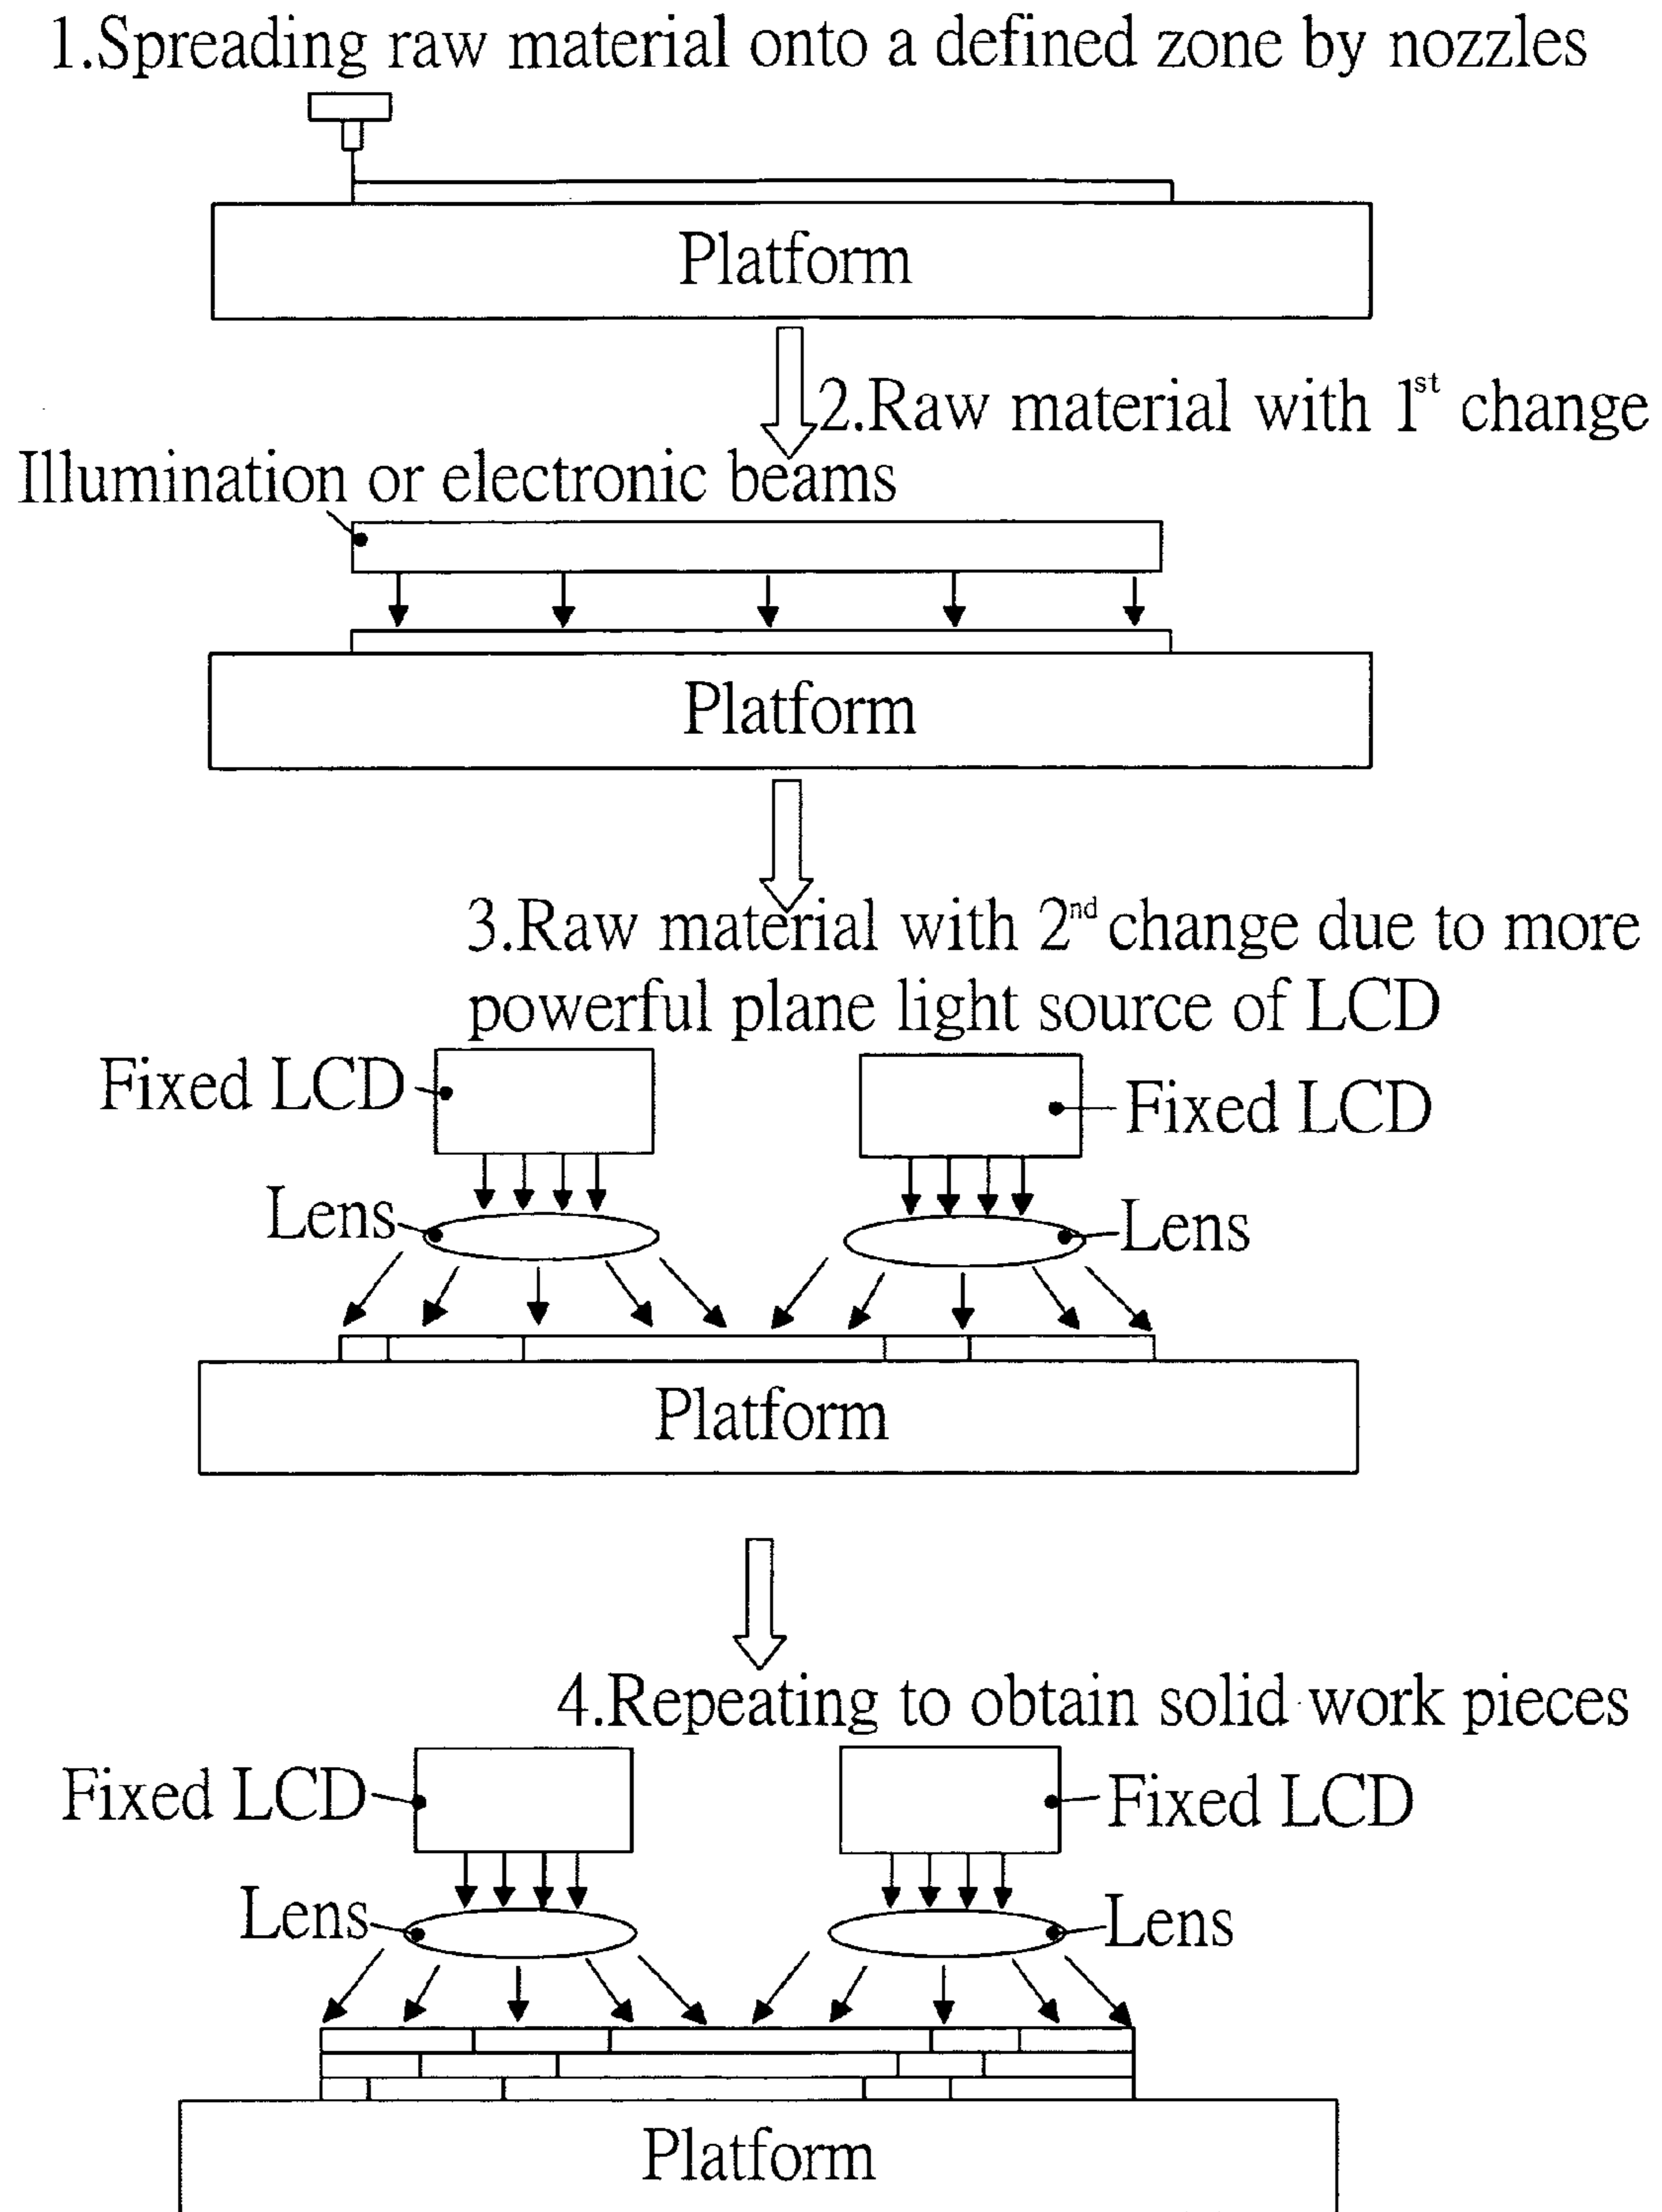 1.Spreading raw material onto a defined zone by nozzles
Platform
2.Raw material with 1st change
Illumination or electronic beams
Platform
3.Raw material with 2nd change due to more
powerful plane light source of LCD
Fixed LCD
Fixed LCD
Lens
Lens
Platform
4.Repeating to obtain solid work pieces
Fixed LCD
Fixed LCD
Lens
Lens
Platform